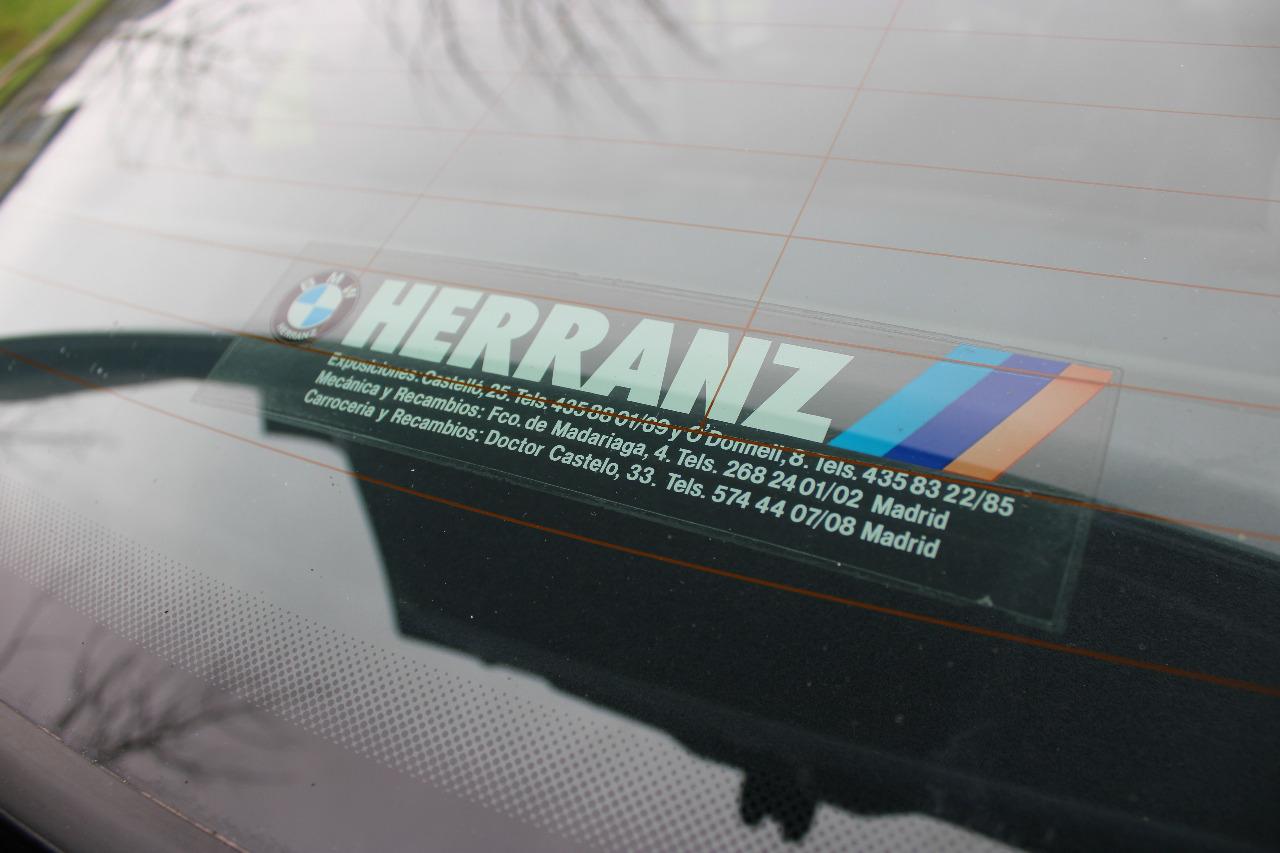 BMW
HERRANZ
HERRANZ
Exposiciones: Castelló, 25 Tels. 435 88 01/69 y O'Donnell, 8. Tels. 435 83 22/85
Mecánica y Recambios: Fco. de Madariaga, 4. Tels. 268 24 01/02 Madrid
Carroceria y Recambios: Doctor Castelo, 33. Tels. 574 44 07/08 Madrid